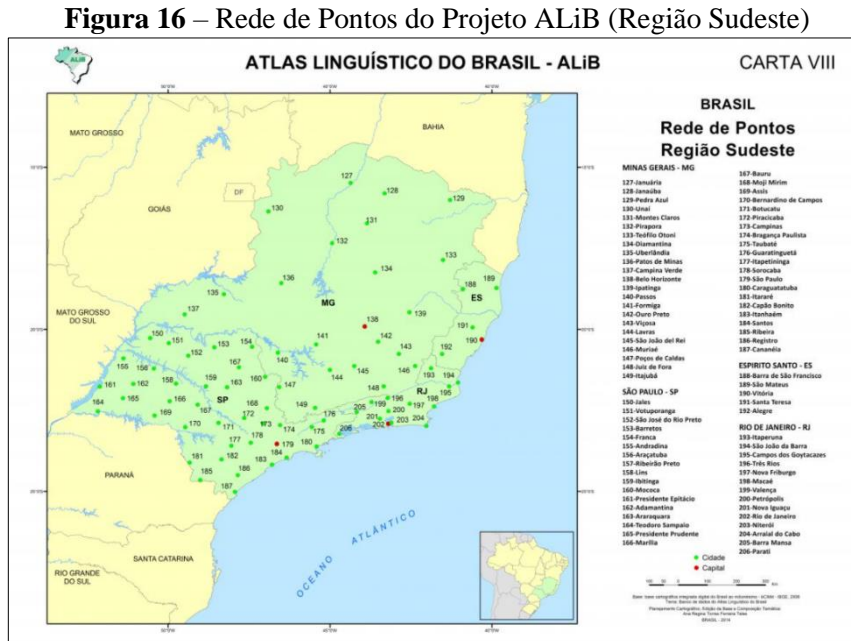 Figura 16 – Rede de Pontos do Projeto ALiB (Região Sudeste)
ALiB
ATLAS LINGUÍSTICO DO BRASIL - ALiB
CARTA VIII
MATO GROSSO
BAHIA
DF
GOIÁS
MATO GROSSO
DO SUL
MG
ES
SP
RJ
PARANÁ
SANTA CATARINA
RIO GRANDE
DO SUL
OCEANO ATLÂNTICO
BRASIL
Rede de Pontos
Região Sudeste
MINAS GERAIS - MG
127-Januária
128-Janaúba
129-Pedra Azul
130-Unaí
131-Montes Claros
132-Pirapora
133-Teófilo Otoni
134-Diamantina
135-Uberlândia
136-Patos de Minas
137-Campina Verde
138-Belo Horizonte
139-Ipatinga
140-Passos
141-Formiga
142-Ouro Preto
143-Viçosa
144-Lavras
145-São João del Rei
146-Muriaé
147-Poços de Caldas
148-Juiz de Fora
149-Itajubá
SÃO PAULO - SP
150-Jales
151-Votuporanga
152-São José do Rio Preto
153-Barretos
154-Franca
155-Andradina
156-Araçatuba
157-Ribeirão Preto
158-Lins
159-Ibitinga
160-Mococa
161-Presidente Epitácio
162-Adamantina
163-Araraquara
164-Teodoro Sampaio
165-Presidente Prudente
166-Marília
167-Bauru
168-Moji Mirim
169-Assis
170-Bernardino de Campos
171-Botucatu
172-Piracicaba
173-Campinas
174-Bragança Paulista
175-Taubaté
176-Guaratinguetá
177-Itapetininga
178-Sorocaba
179-São Paulo
180-Caraguatatuba
181-Itararé
182-Capão Bonito
183-Itanhaém
184-Santos
185-Ribeira
186-Registro
187-Cananéia
ESPIRITO SANTO - ES
188-Barra de São Francisco
189-São Mateus
190-Vitória
191-Santa Teresa
192-Alegre
RIO DE JANEIRO - RJ
193-Itaperuna
194-São João da Barra
195-Campos dos Goytacazes
196-Três Rios
197-Nova Friburgo
198-Macaé
199-Valença
200-Petrópolis
201-Nova Iguaçu
202-Rio de Janeiro
203-Niterói
204-Arraial do Cabo
205-Barra Mansa
206-Parati
Cidade
Capital